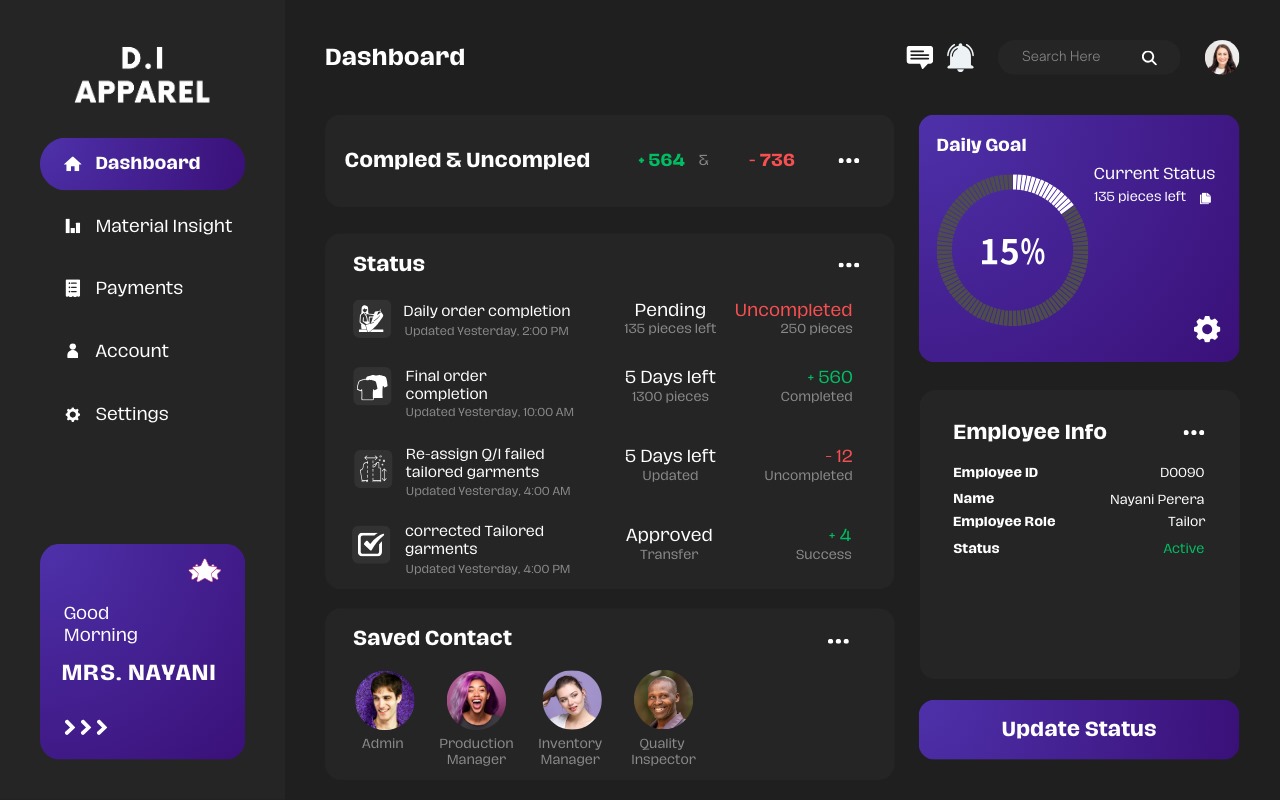 D.I
APPAREL
Dashboard
Material Insight
Payments
Account
Settings
Good
Morning
MRS. NAYANI
Dashboard
Search Here
Compled & Uncompled
+ 564 & - 736
Status
Daily order completion
Updated Yesterday, 2:00 PM
Pending
135 pieces left
Uncompleted
250 pieces
Final order
completion
Updated Yesterday, 10:00 AM
5 Days left
1300 pieces
+ 560
Completed
Re-assign Q/I failed
tailored garments
Updated Yesterday, 4:00 AM
5 Days left
Updated
- 12
Uncompleted
corrected Tailored
garments
Updated Yesterday, 4:00 PM
Approved
Transfer
+ 4
Success
Saved Contact
Admin
Production
Manager
Inventory
Manager
Quality
Inspector
Daily Goal
Current Status
135 pieces left
15%
Employee Info
Employee ID D0090
Name Nayani Perera
Employee Role Tailor
Status Active
Update Status